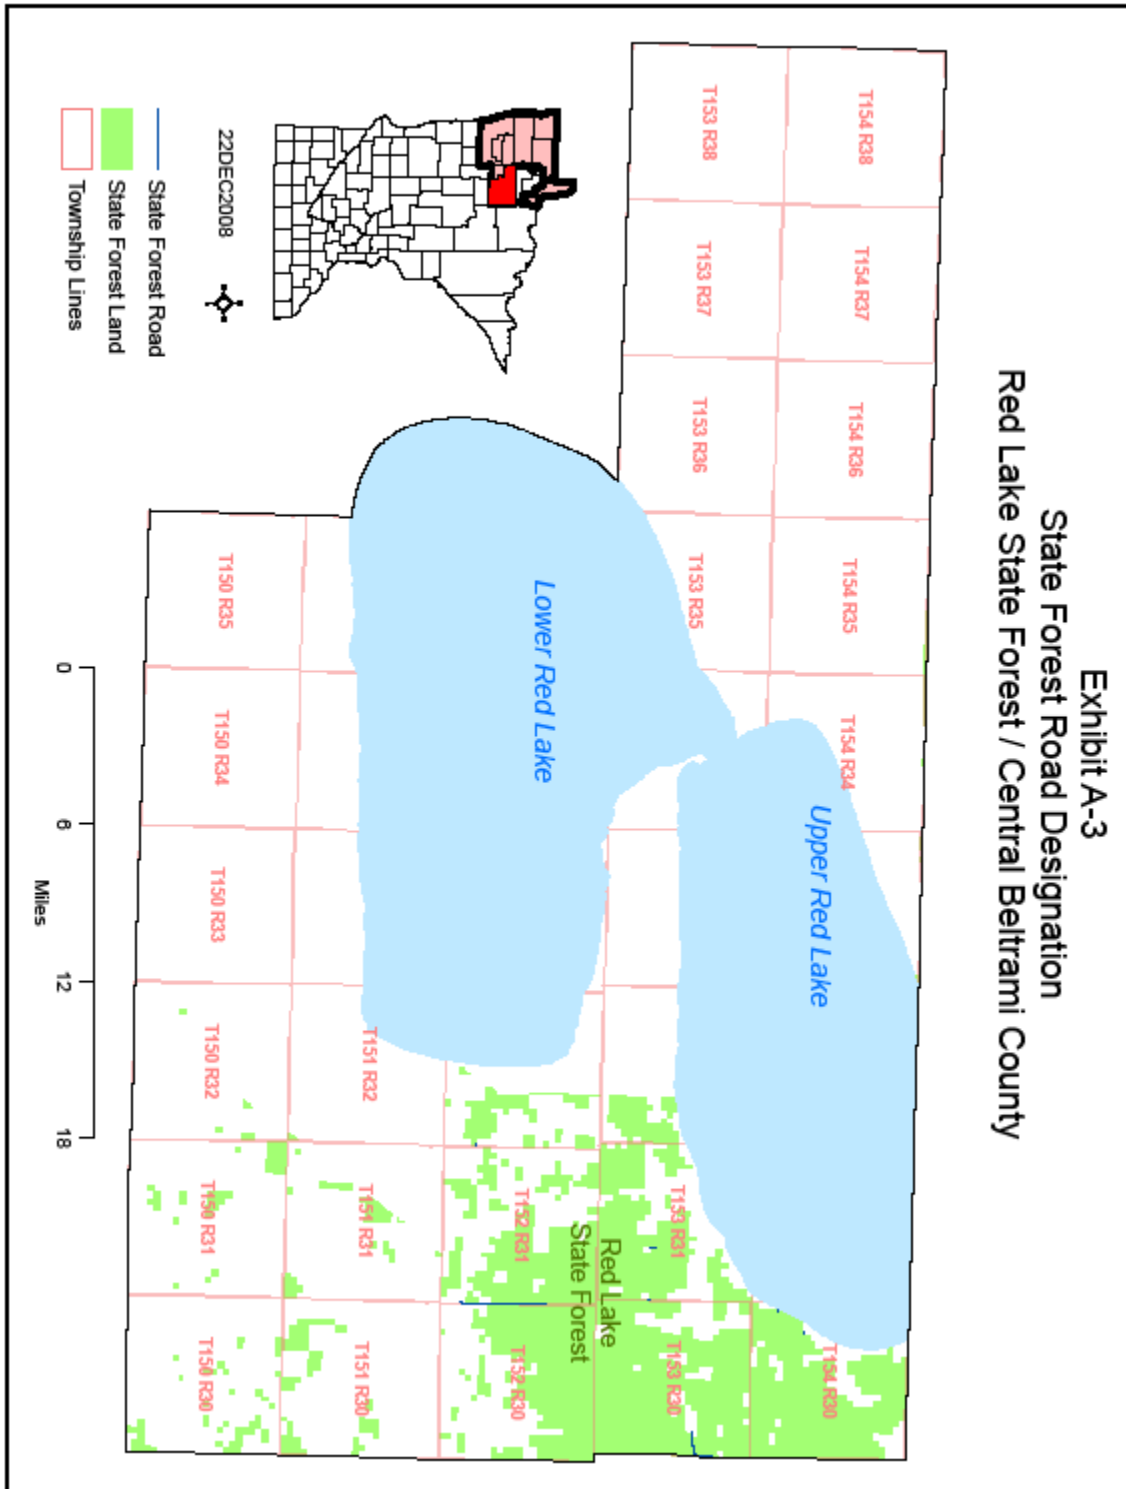 Exhibit A-3
State Forest Road Designation
Red Lake State Forest / Central Beltrami County
T154 R38
T154 R37
T154 R36
T154 R35
T154 R34
T154 R30
T153 R38
T153 R37
T153 R36
T153 R35
T153 R31
T153 R30
Upper Red Lake
Lower Red Lake
Red Lake
State Forest
T152 R31
T152 R30
T151 R32
T151 R31
T151 R30
T150 R35
T150 R34
T150 R33
T150 R32
T150 R31
T150 R30
22DEC2008
State Forest Road
State Forest Land
Township Lines
0 6 12 18
Miles